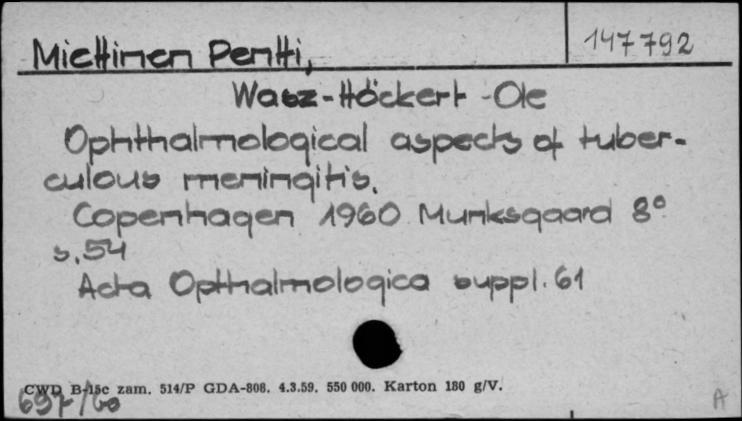 147792
Miettinen Pentti,
Wasz-Höckert -Ole
Ophthalmological aspects of tuber-
culous meningitis.
Copenhagen 1960 Munksgaard 8°
s. 54
Acta Opthalmologica suppl. 61
CWD B-15c zam. 514/P GDA-808. 4.3.59. 550 000. Karton 180 g/V.
697/60
A